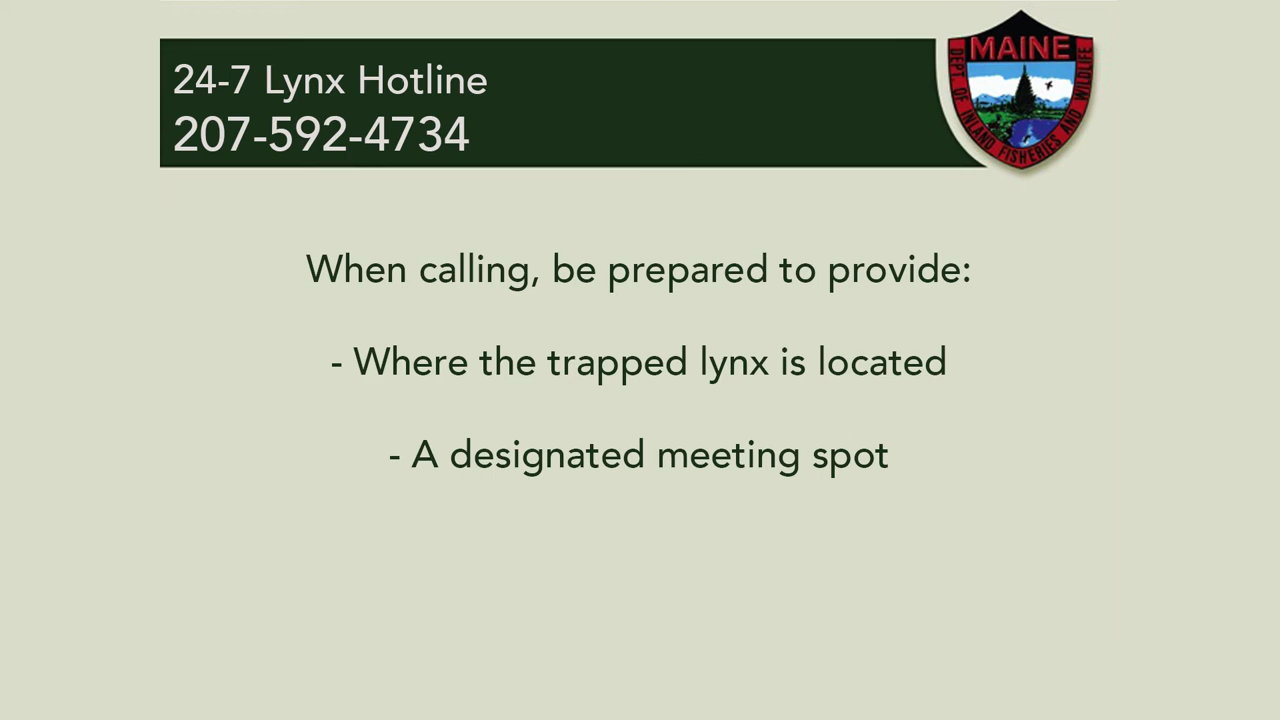 24-7 Lynx Hotline
207-592-4734
MAINE
DEPT. OF INLAND FISHERIES AND WILDLIFE
When calling, be prepared to provide:
- Where the trapped lynx is located
- A designated meeting spot